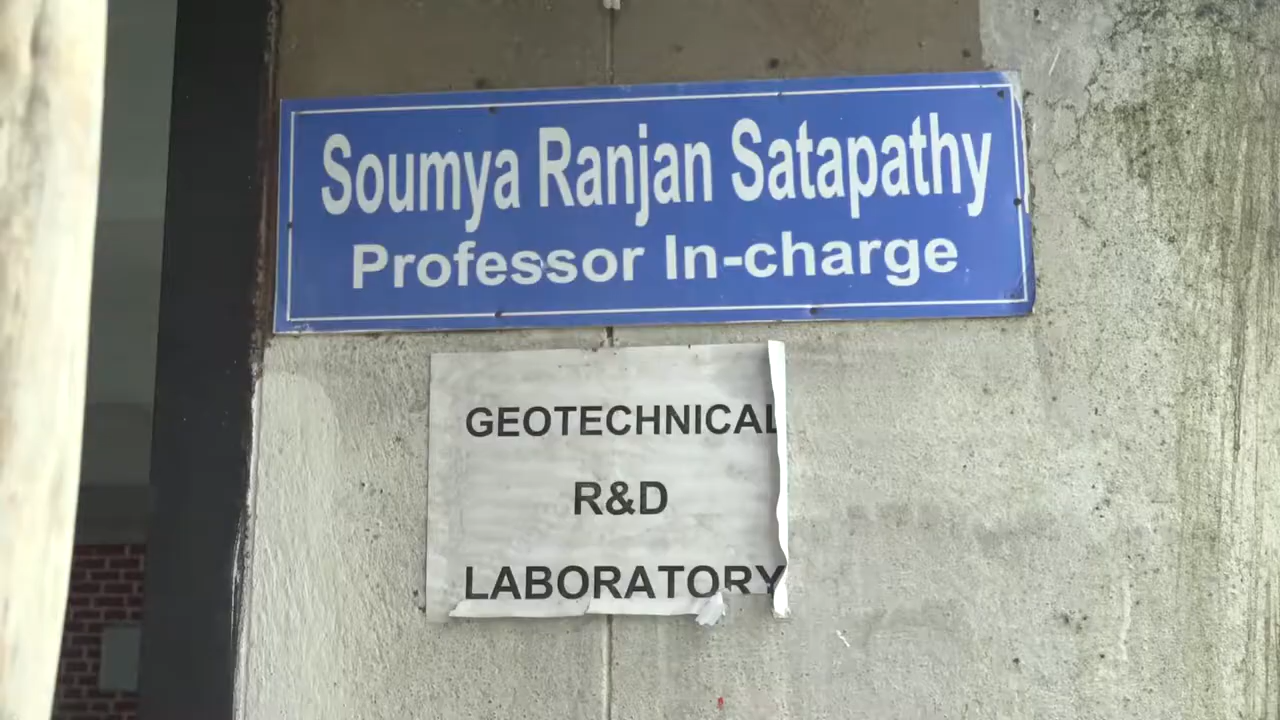 Soumya Ranjan Satapathy
Professor In-charge
GEOTECHNICAL
R&D
LABORATORY